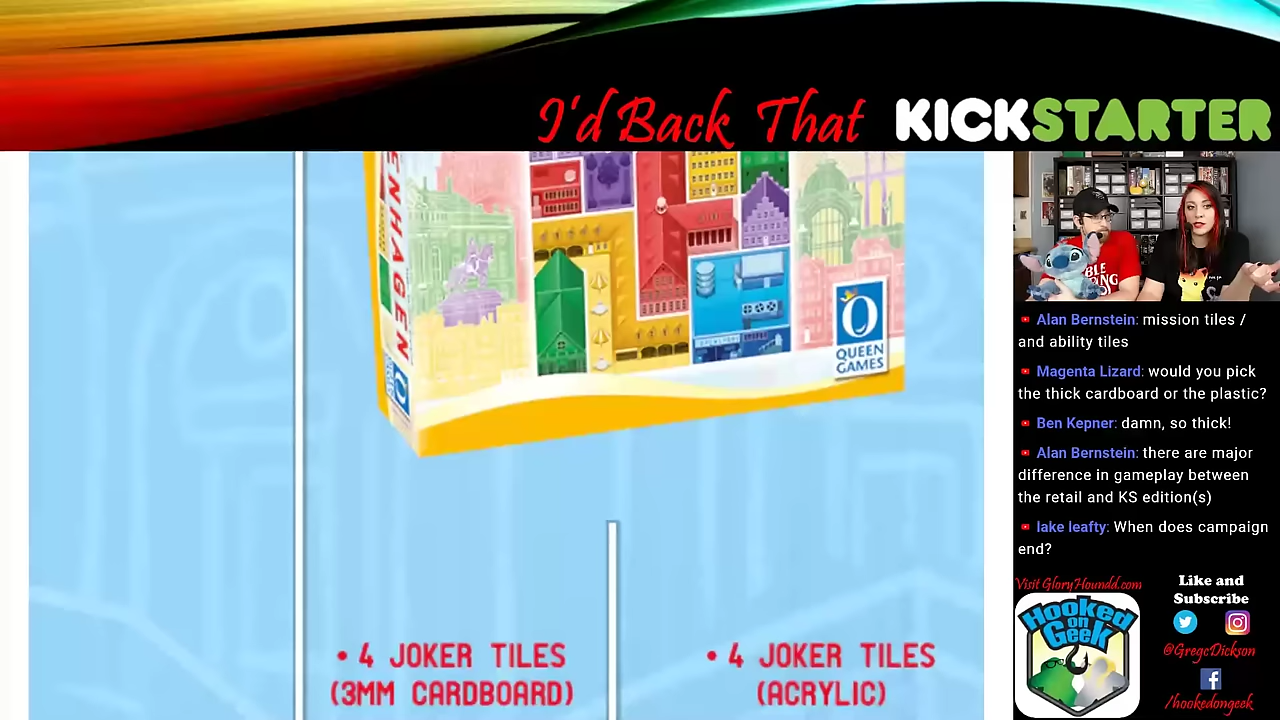 I'd Back That KICKSTARTER
ENHAGEN
QUEEN
GAMES
• 4 JOKER TILES
(3MM CARDBOARD)
• 4 JOKER TILES
(ACRYLIC)
Alan Bernstein: mission tiles /
and ability tiles
Magenta Lizard: would you pick
the thick cardboard or the plastic?
Ben Kepner: damn, so thick!
Alan Bernstein: there are major
difference in gameplay between
the retail and KS edition(s)
lake leafty: When does campaign
end?
Visit GloryHoundd.com
Hooked
on
Geek
Like and
Subscribe
@GregcDickson
/hookedongeek